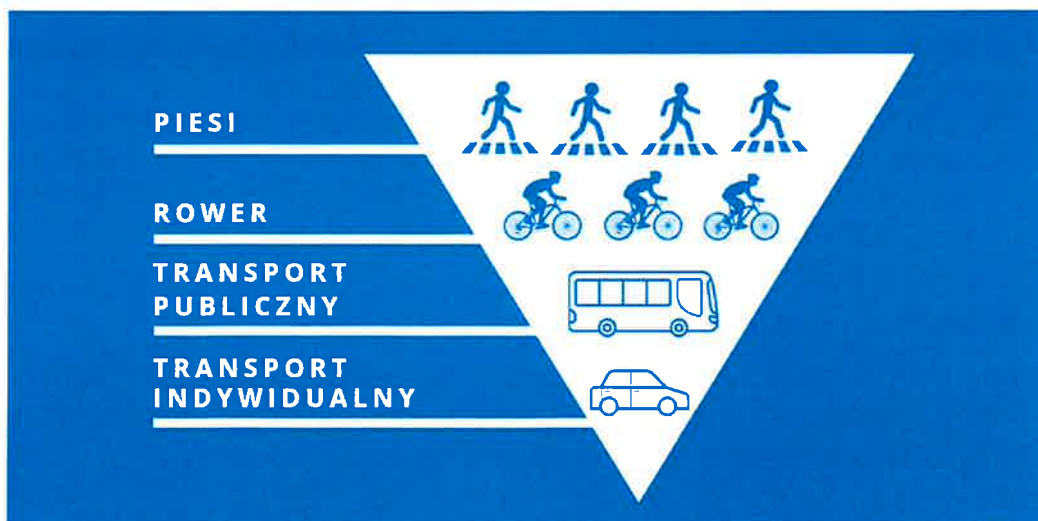 PIESI
ROWER
TRANSPORT
PUBLICZNY
TRANSPORT
INDYWIDUALNY